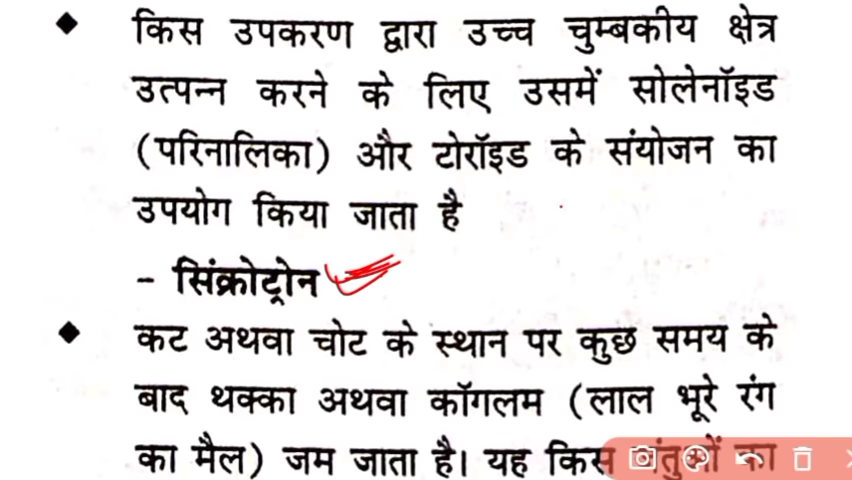 किस उपकरण द्वारा उच्च चुम्बकीय क्षेत्र
उत्पन्न करने के लिए उसमें सोलेनॉइड
(परिनालिका) और टोरॉइड के संयोजन का
उपयोग किया जाता है
- सिंक्रोट्रोन
कट अथवा चोट के स्थान पर कुछ समय के
बाद थक्का अथवा कॉगलम (लाल भूरे रंग
का मैल) जम जाता है। यह किस का